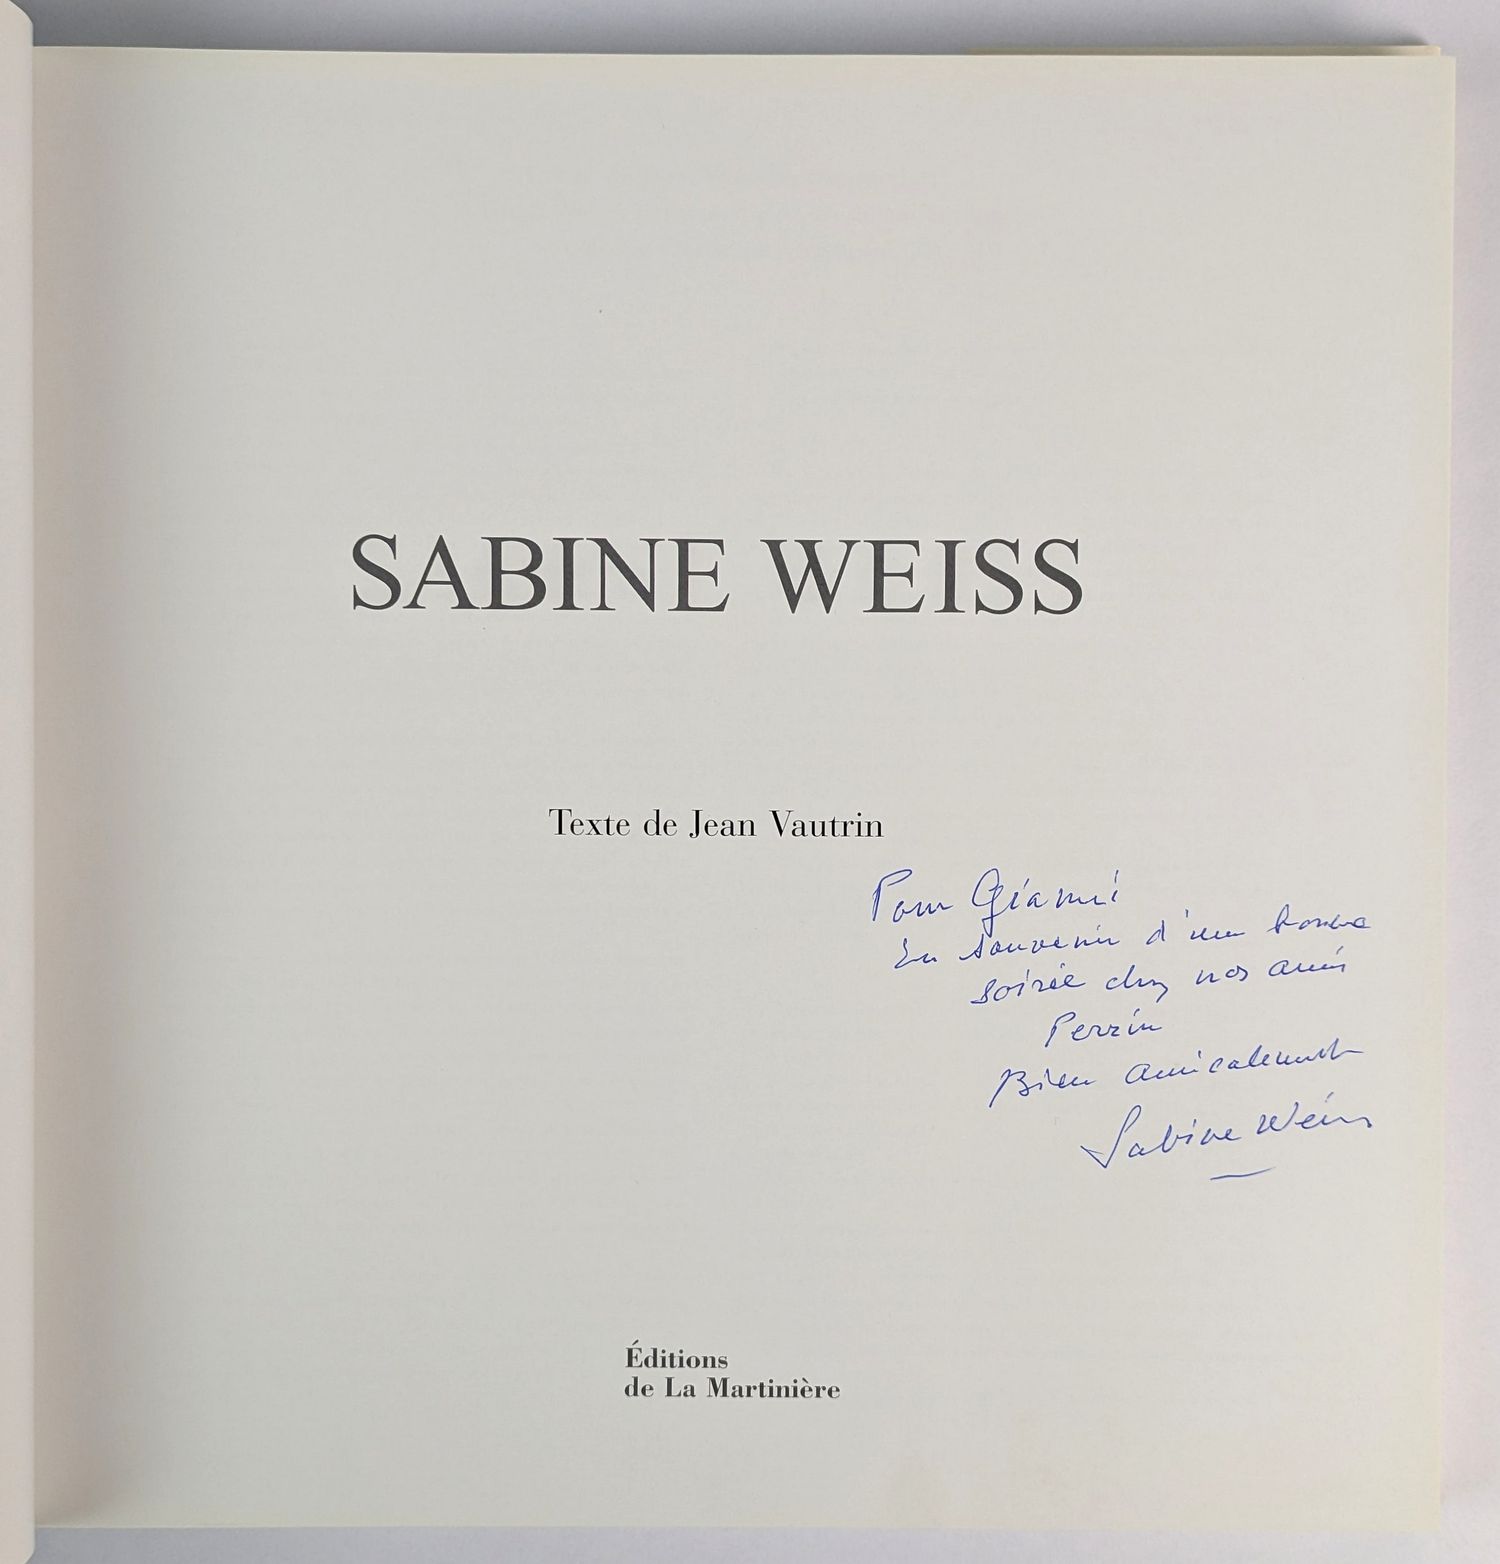 SABINE WEISS
Texte de Jean Vautrin
Pour Gianni
En souvenir d'une bonne
soirée chez nos amis
Perrin
Bien amicalement
Sabine Weiss
Éditions
de La Martinière